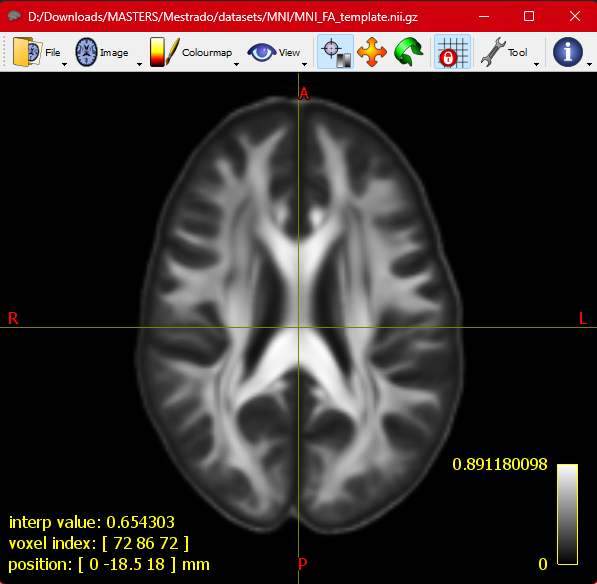 D:/Downloads/MASTERS/Mestrado/datasets/MNI/MNI_FA_template.nii.gz
File Image Colourmap View Tool
A
R L
0.891180098
interp value: 0.654303
voxel index: [ 72 86 72 ]
position: [ 0 -18.5 18 ] mm
P
0